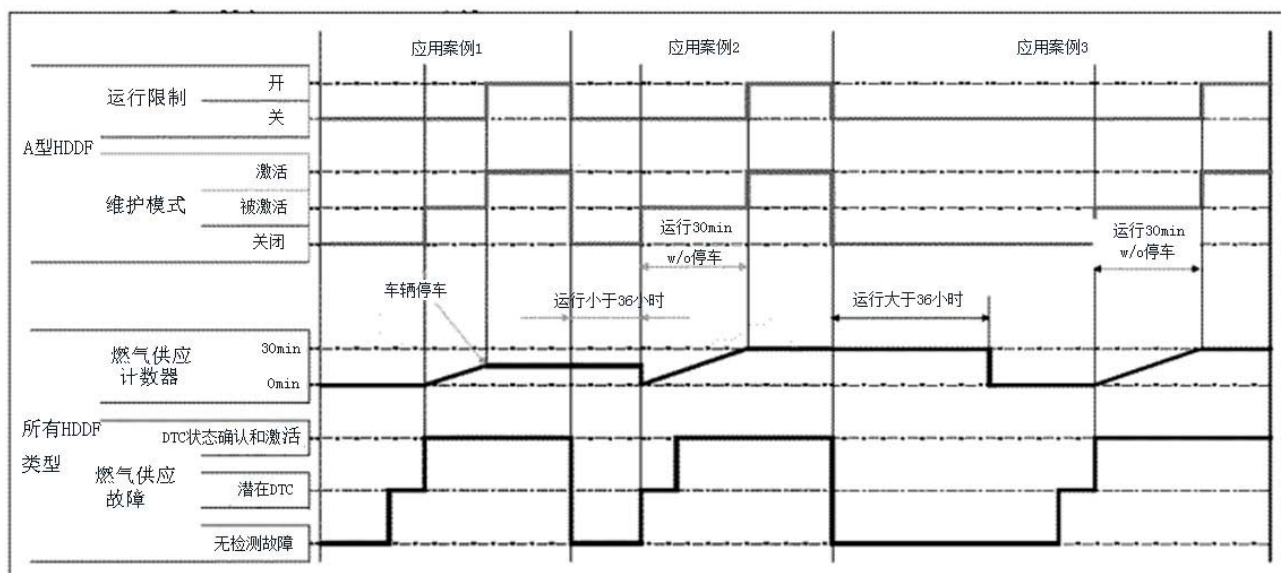 应用案例1
应用案例2
应用案例3
A型HDDF
运行限制
开
关
维护模式
激活
被激活
关闭
运行30min
w/o停车
运行30min
w/o停车
车辆停车
运行小于36小时
运行大于36小时
所有HDDF
类型
燃气供应
计数器
30min
0min
燃气供应
故障
DTC状态确认和激活
潜在DTC
无检测故障